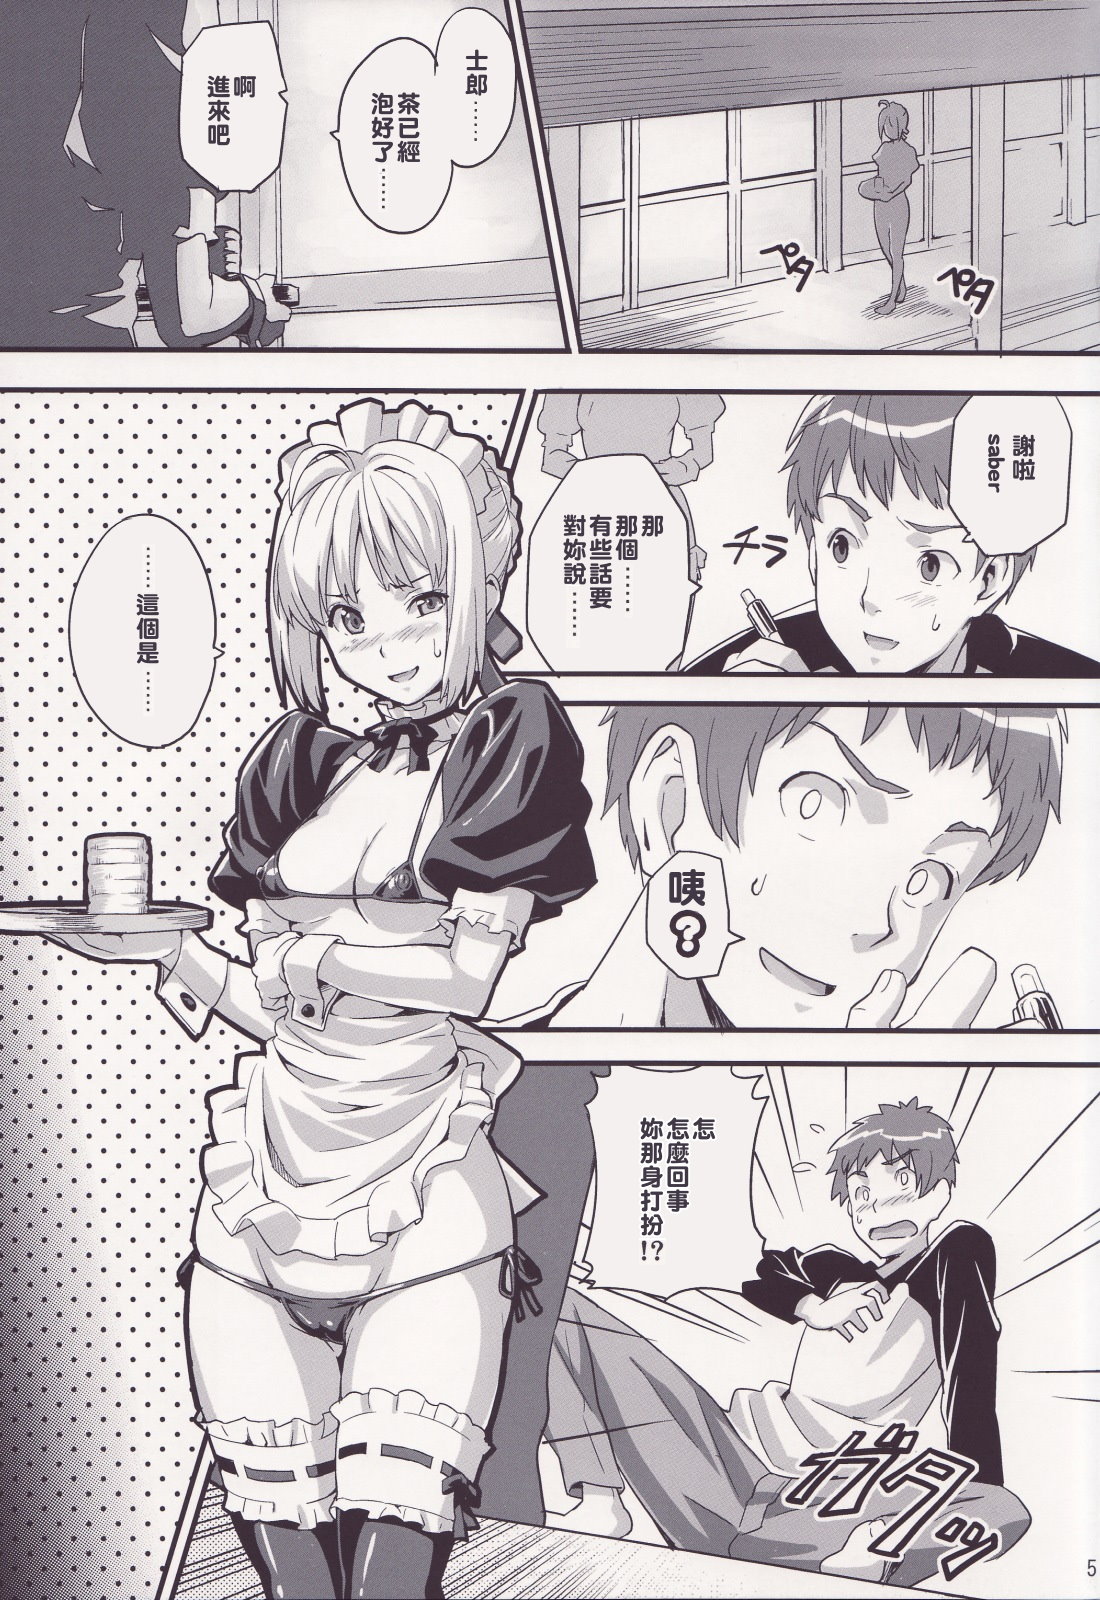 ペタ
ペタ
士郎……
茶已經
泡好了……
啊
進來吧
謝啦
saber
チラ
那
那個……
有些話要
對妳說……
咦?
……這個是……
怎
怎麼回事
妳那身打扮!?
ガタッ
5